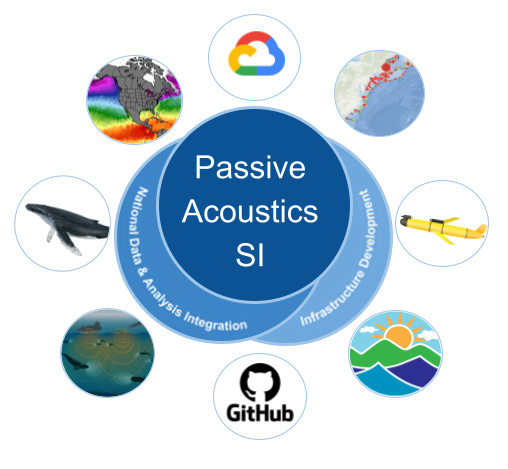 Passive
Acoustics
SI
National Data & Analysis Integration
Infrastructure Development
GitHub